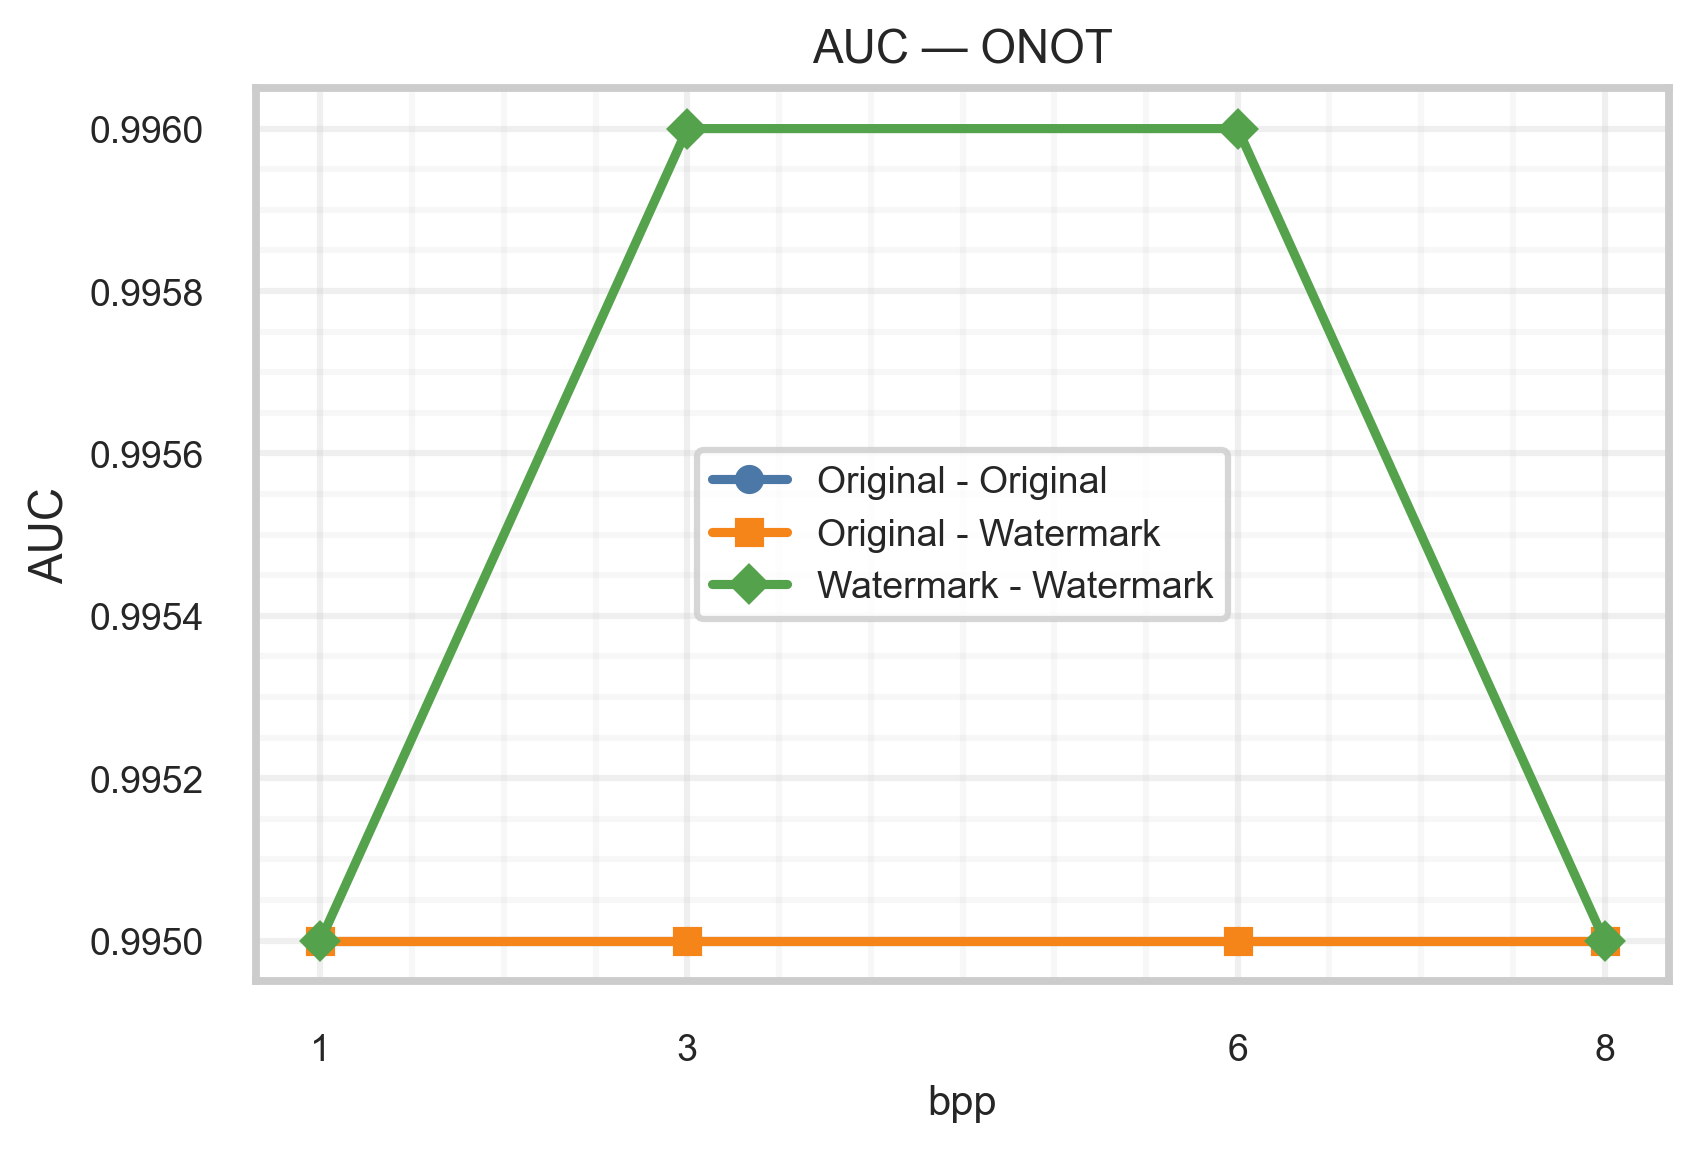 AUC — ONOT
0.9960
0.9958
0.9956
0.9954
0.9952
0.9950
AUC
Original - Original
Original - Watermark
Watermark - Watermark
1 3 6 8
bpp